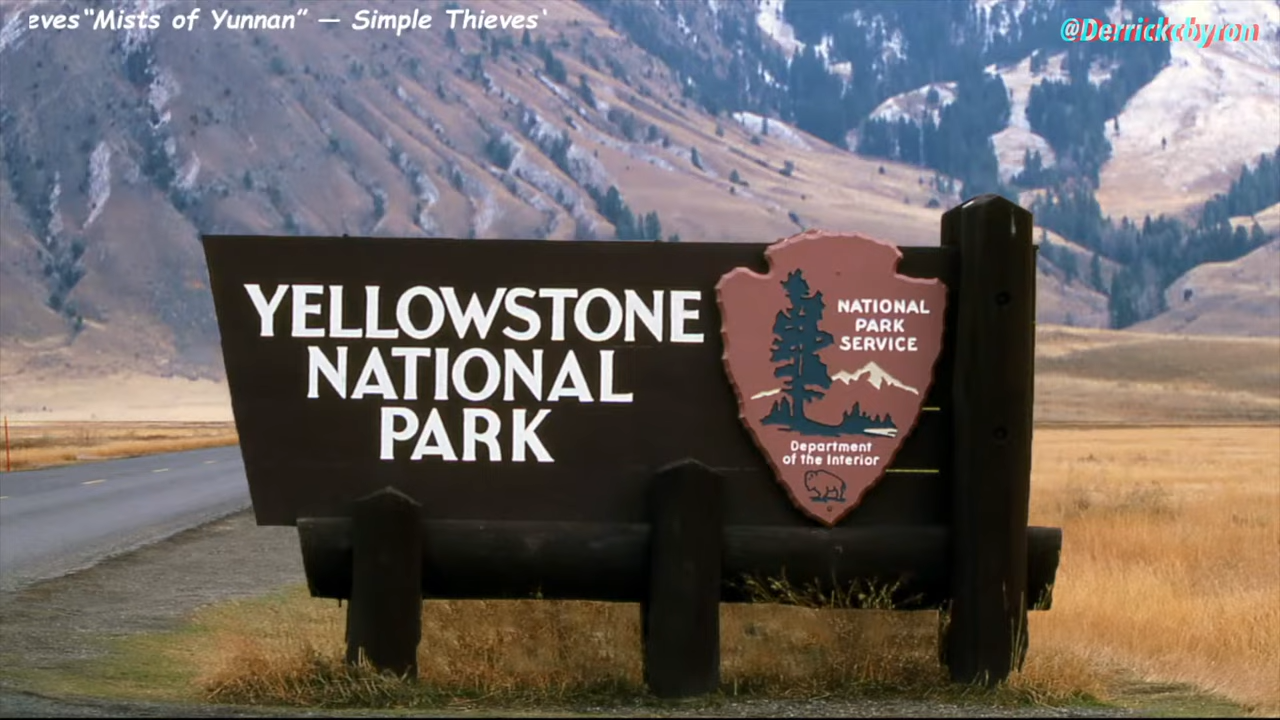 eves“Mists of Yunnan” — Simple Thieves'
YELLOWSTONE
NATIONAL
PARK
NATIONAL
PARK
SERVICE
Department
of the Interior